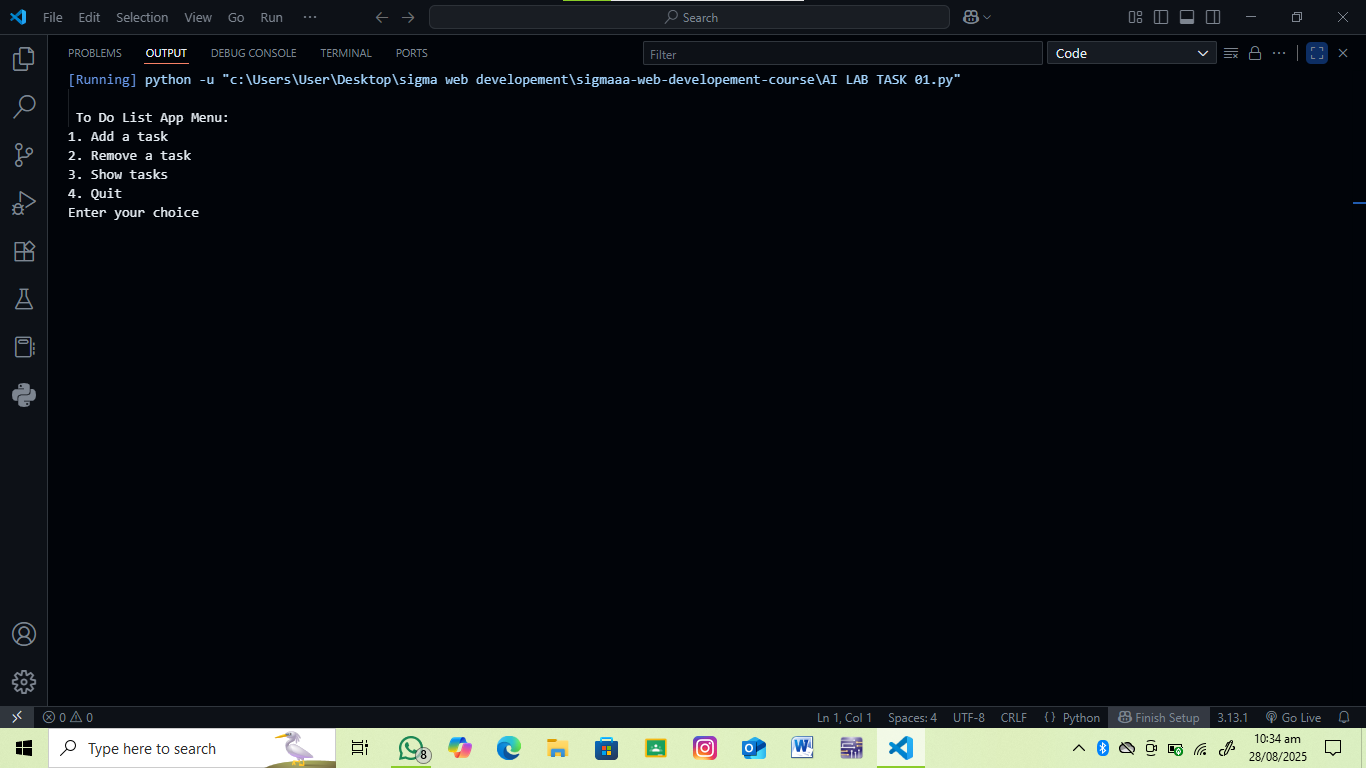 File Edit Selection View Go Run ···
Search
PROBLEMS OUTPUT DEBUG CONSOLE TERMINAL PORTS
Filter
Code
[Running] python -u "c:\Users\User\Desktop\sigma web developement\sigmaaa-web-developement-course\AI LAB TASK 01.py"
To Do List App Menu:
1. Add a task
2. Remove a task
3. Show tasks
4. Quit
Enter your choice
0 0
Ln 1, Col 1 Spaces: 4 UTF-8 CRLF { } Python Finish Setup 3.13.1 Go Live
Type here to search
8
10:34 am
28/08/2025